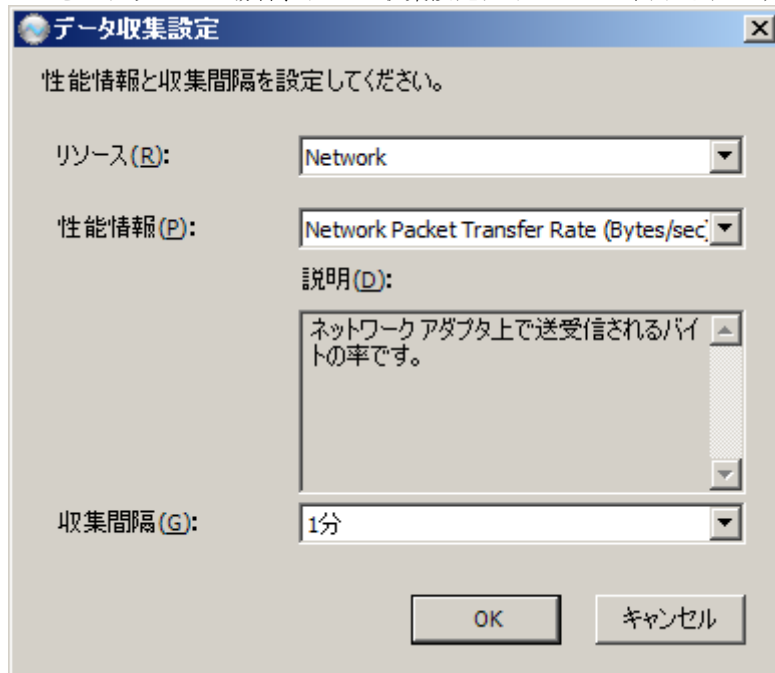 データ収集設定
性能情報と収集間隔を設定してください。
リソース(R):
Network
性能情報(P):
Network Packet Transfer Rate (Bytes/sec)
説明(D):
ネットワーク アダプタ上で送受信されるバイ
トの率です。
収集間隔(G):
1分
OK
キャンセル